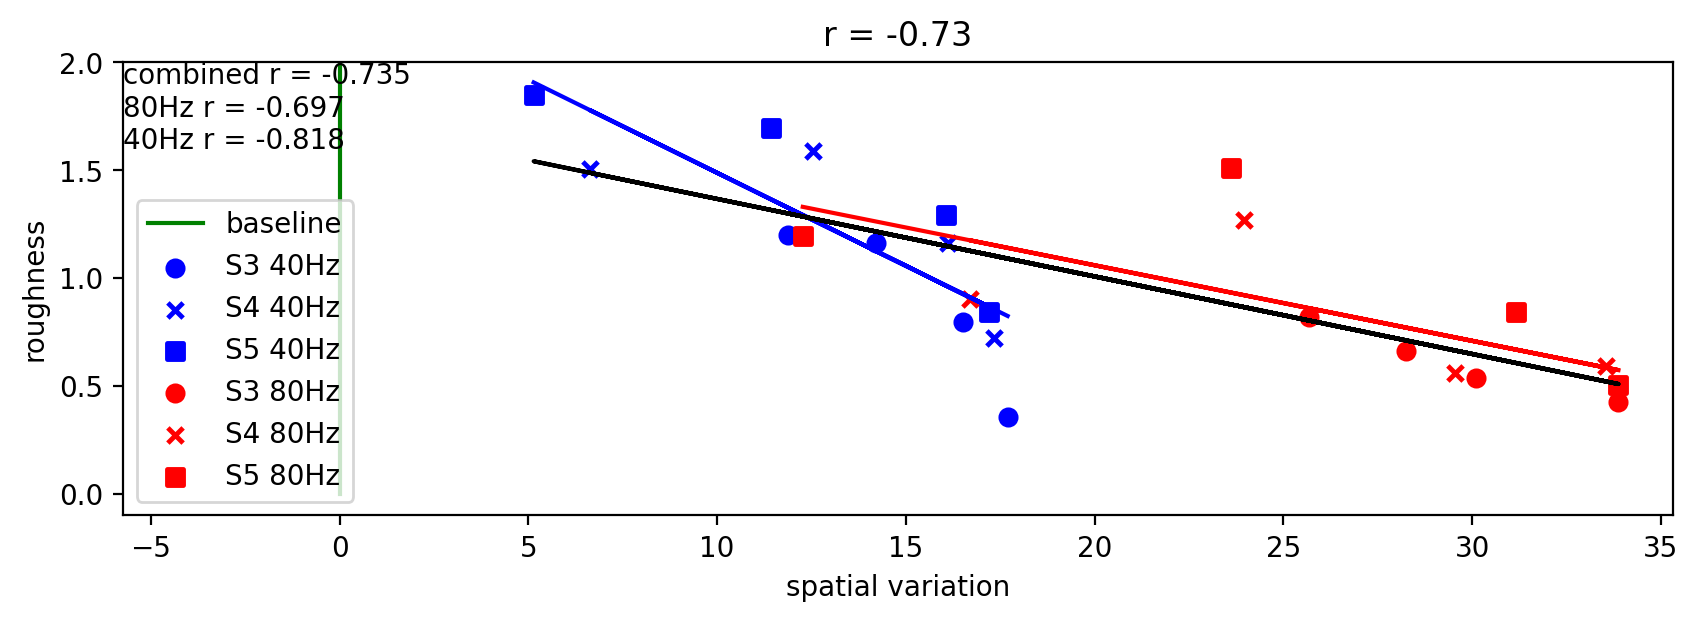 r = -0.73
combined r = -0.735
80Hz r = -0.697
40Hz r = -0.818
2.0
1.5
1.0
0.5
0.0
roughness
baseline
S3 40Hz
S4 40Hz
S5 40Hz
S3 80Hz
S4 80Hz
S5 80Hz
−5 0 5 10 15 20 25 30 35
spatial variation